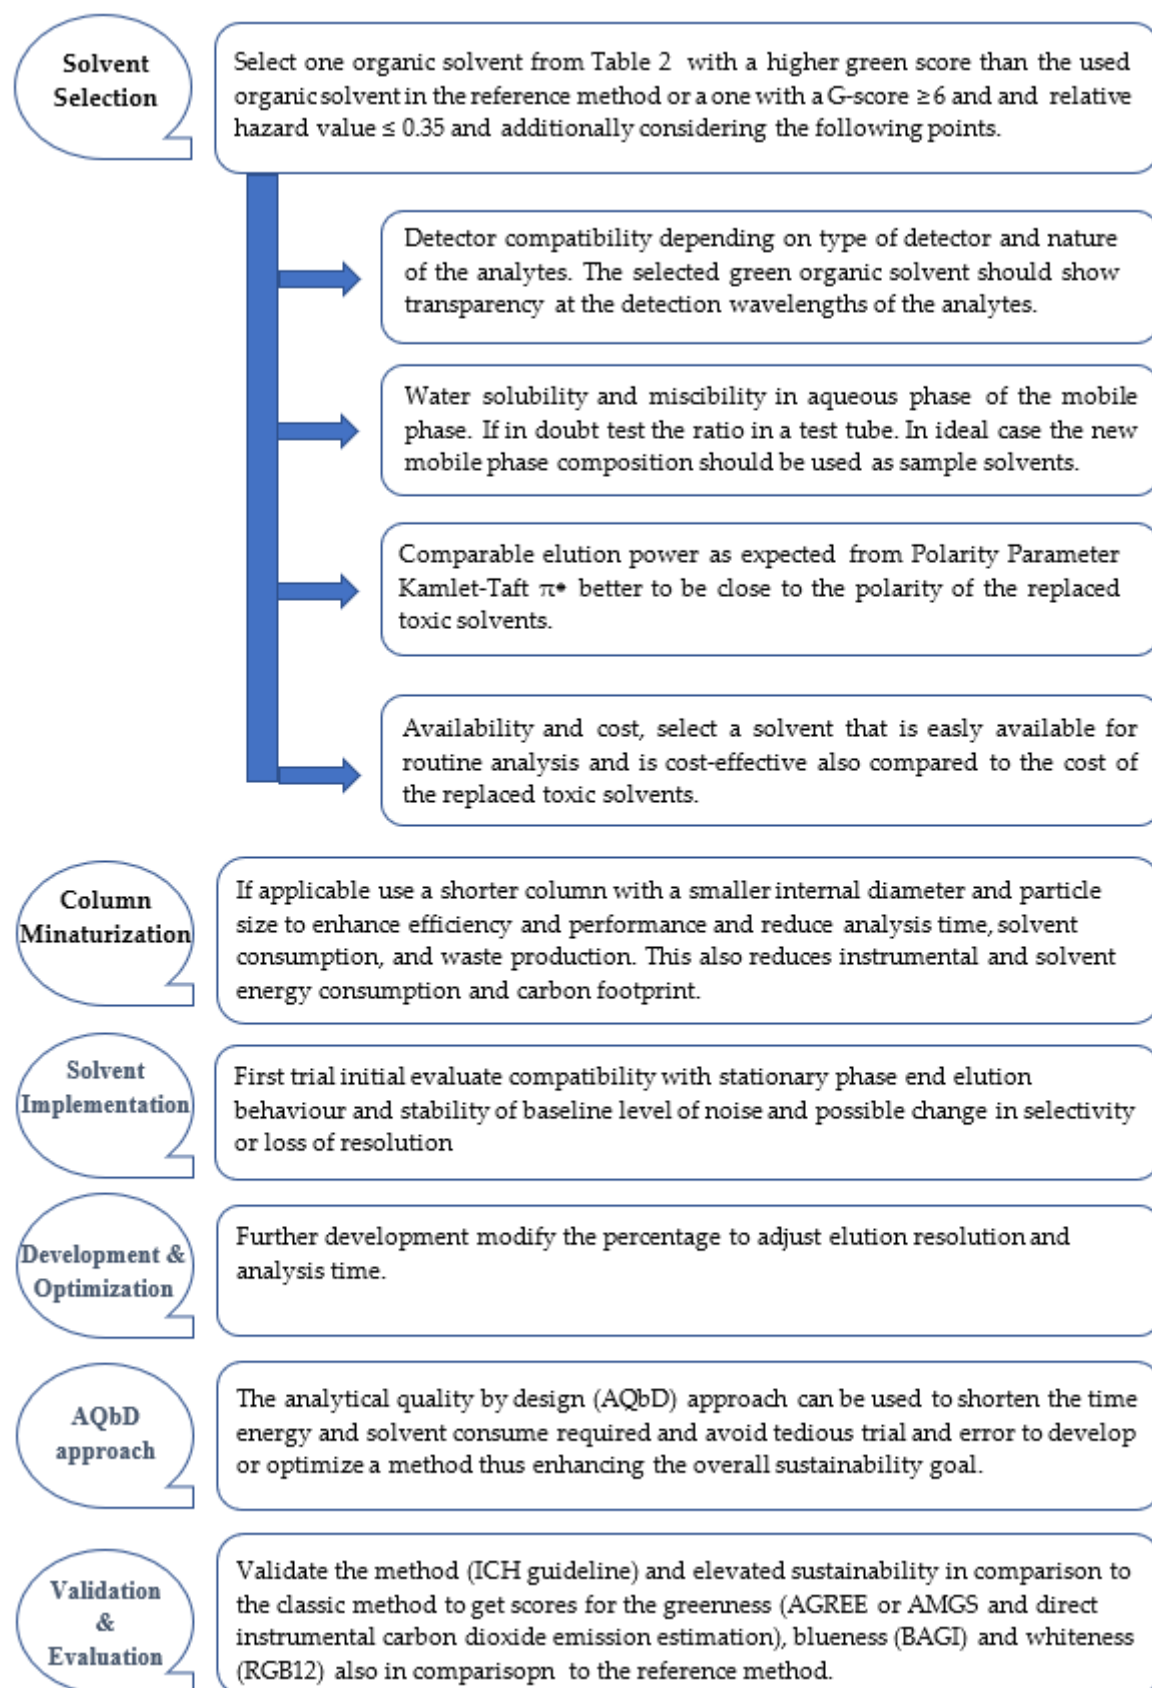 Solvent
Selection
Select one organic solvent from Table 2 with a higher green score than the used
organic solvent in the reference method or a one with a G-score ≥6 and and relative
hazard value ≤ 0.35 and additionally considering the following points.
Detector compatibility depending on type of detector and nature
of the analytes. The selected green organic solvent should show
transparency at the detection wavelengths of the analytes.
Water solubility and miscibility in aqueous phase of the mobile
phase. If in doubt test the ratio in a test tube. In ideal case the new
mobile phase composition should be used as sample solvents.
Comparable elution power as expected from Polarity Parameter
Kamlet-Taft π* better to be close to the polarity of the replaced
toxic solvents.
Availability and cost, select a solvent that is easly available for
routine analysis and is cost-effective also compared to the cost of
the replaced toxic solvents.
Column
Minaturization
If applicable use a shorter column with a smaller internal diameter and particle
size to enhance efficiency and performance and reduce analysis time, solvent
consumption, and waste production. This also reduces instrumental and solvent
energy consumption and carbon footprint.
Solvent
Implementation
First trial initial evaluate compatibility with stationary phase end elution
behaviour and stability of baseline level of noise and possible change in selectivity
or loss of resolution
Development &
Optimization
Further development modify the percentage to adjust elution resolution and
analysis time.
AQbD
approach
The analytical quality by design (AQbD) approach can be used to shorten the time
energy and solvent consume required and avoid tedious trial and error to develop
or optimize a method thus enhancing the overall sustainability goal.
Validation
&
Evaluation
Validate the method (ICH guideline) and elevated sustainability in comparison to
the classic method to get scores for the greenness (AGREE or AMGS and direct
instrumental carbon dioxide emission estimation), blueness (BAGI) and whiteness
(RGB12) also in comparisopn to the reference method.